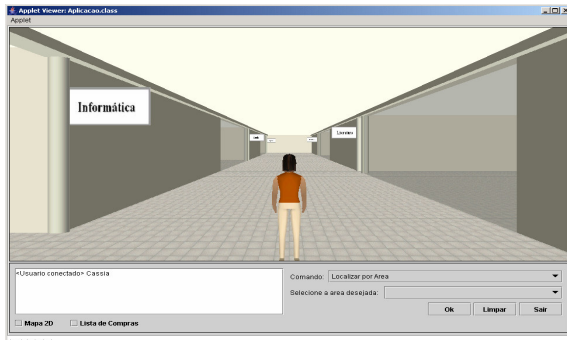 Applet Viewer: Aplicacao.class
Applet
Informática
Livraria
<Usuario conectado> Cassia
Comando: Localizar por Area
Selecione a area desejada:
Ok Limpar Sair
Mapa 2D Lista de Compras